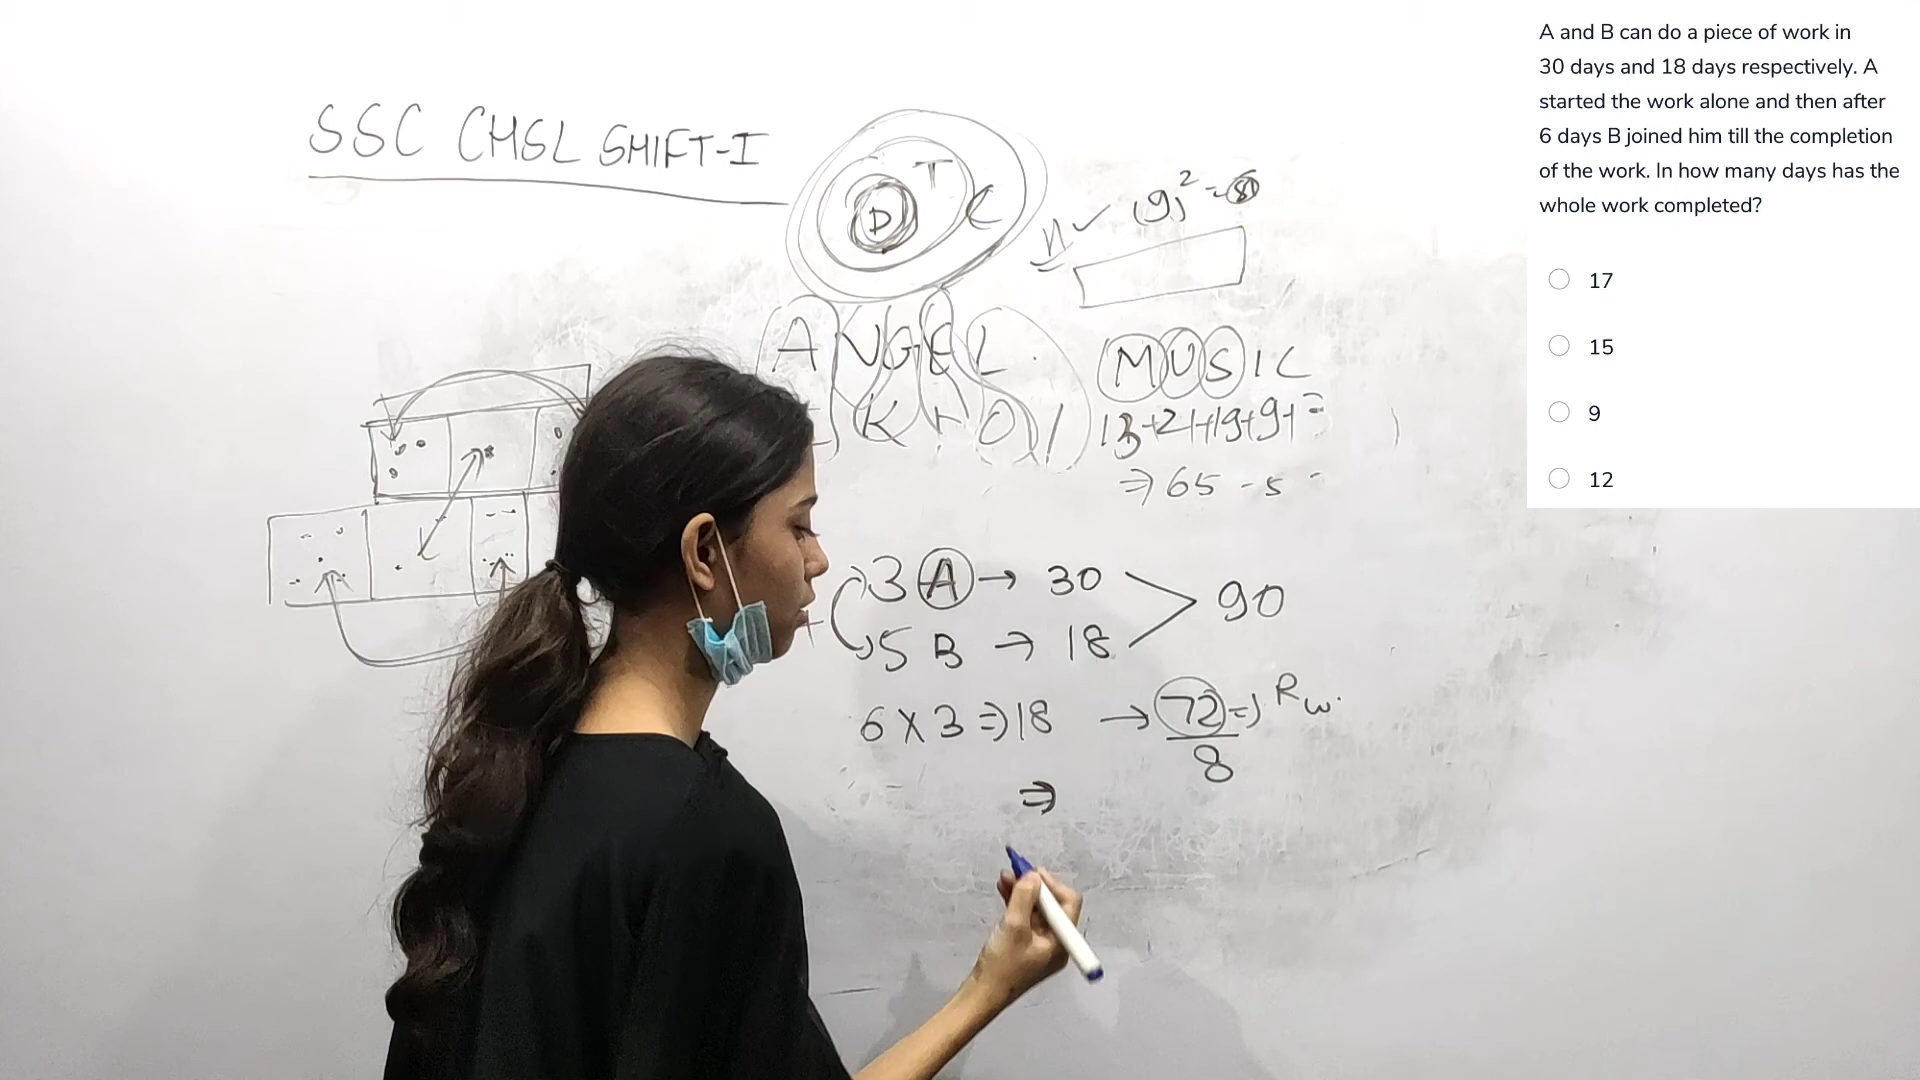 SSC CHSL SHIFT-I
D
T
C
(9)² =
ANGEL
K
MUSIC
13+21+19+9+3
⇒ 65 - 5 =
3 A → 30
90
5 B → 18
6 X 3 ⇒ 18 → 72 ⇒ Rw.
8
⇒
A and B can do a piece of work in
30 days and 18 days respectively. A
started the work alone and then after
6 days B joined him till the completion
of the work. In how many days has the
whole work completed?
17
15
9
12